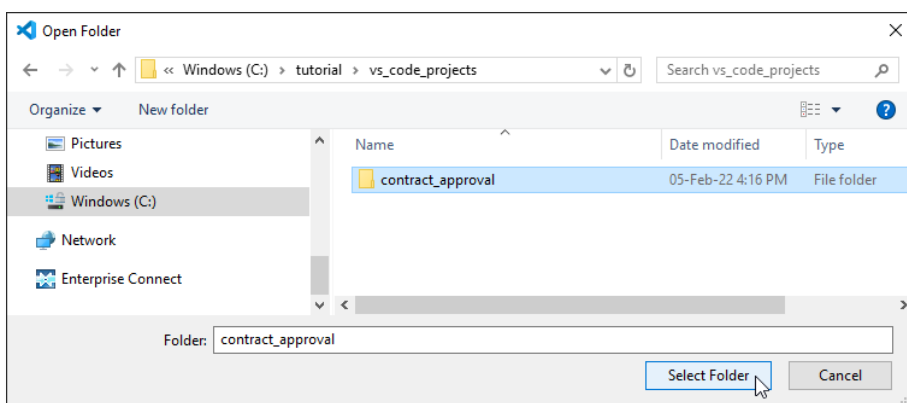 Open Folder
« Windows (C:) › tutorial › vs_code_projects
Search vs_code_projects
Organize
New folder
?
Pictures
Videos
Windows (C:)
Network
Enterprise Connect
Name
Date modified
Type
contract_approval
05-Feb-22 4:16 PM
File folder
Folder:
contract_approval
Select Folder
Cancel